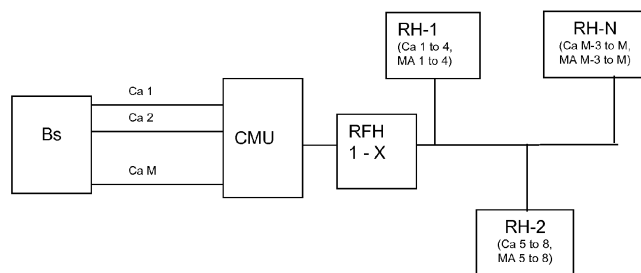 RH-1
(Ca 1 to 4,
MA 1 to 4)
RH-N
(Ca M-3 to M,
MA M-3 to M)
Ca 1
Ca 2
Bs
CMU
RFH
1 - X
Ca M
RH-2
(Ca 5 to 8,
MA 5 to 8)